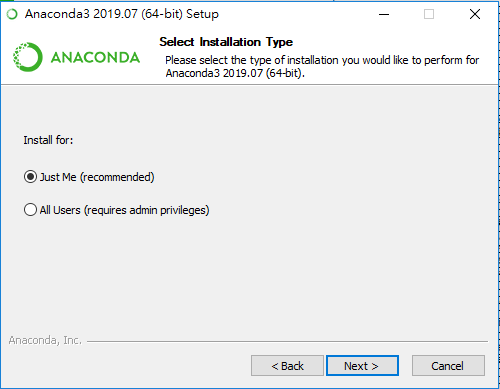 Anaconda3 2019.07 (64-bit) Setup
ANACONDA
Select Installation Type
Please select the type of installation you would like to perform for
Anaconda3 2019.07 (64-bit).
Install for:
Just Me (recommended)
All Users (requires admin privileges)
Anaconda, Inc.
< Back
Next >
Cancel